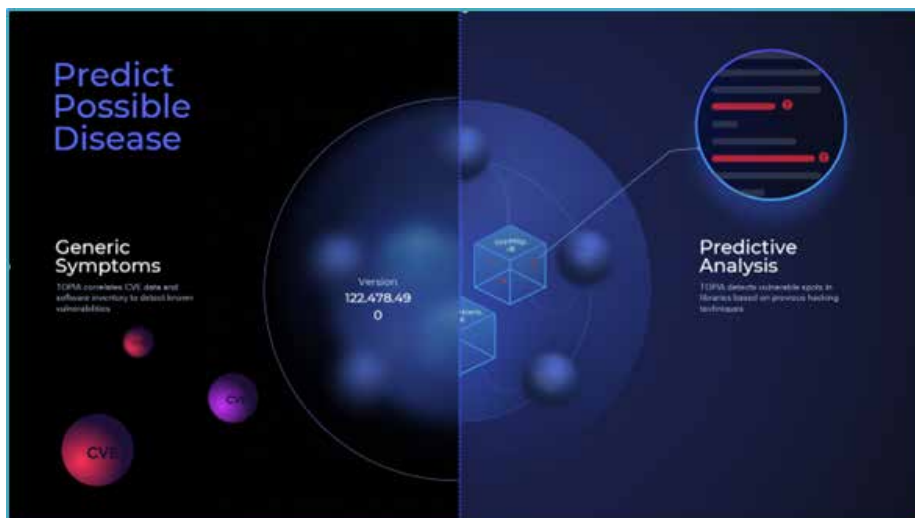 Predict
Possible
Disease
Generic
Symptoms
TOPIA correlates CVE data and
software inventory to detect known
vulnerabilities
Version
122.478.49
0
CVE
CVE
Predictive
Analysis
TOPIA detects vulnerable spots in
libraries based on previous hacking
techniques